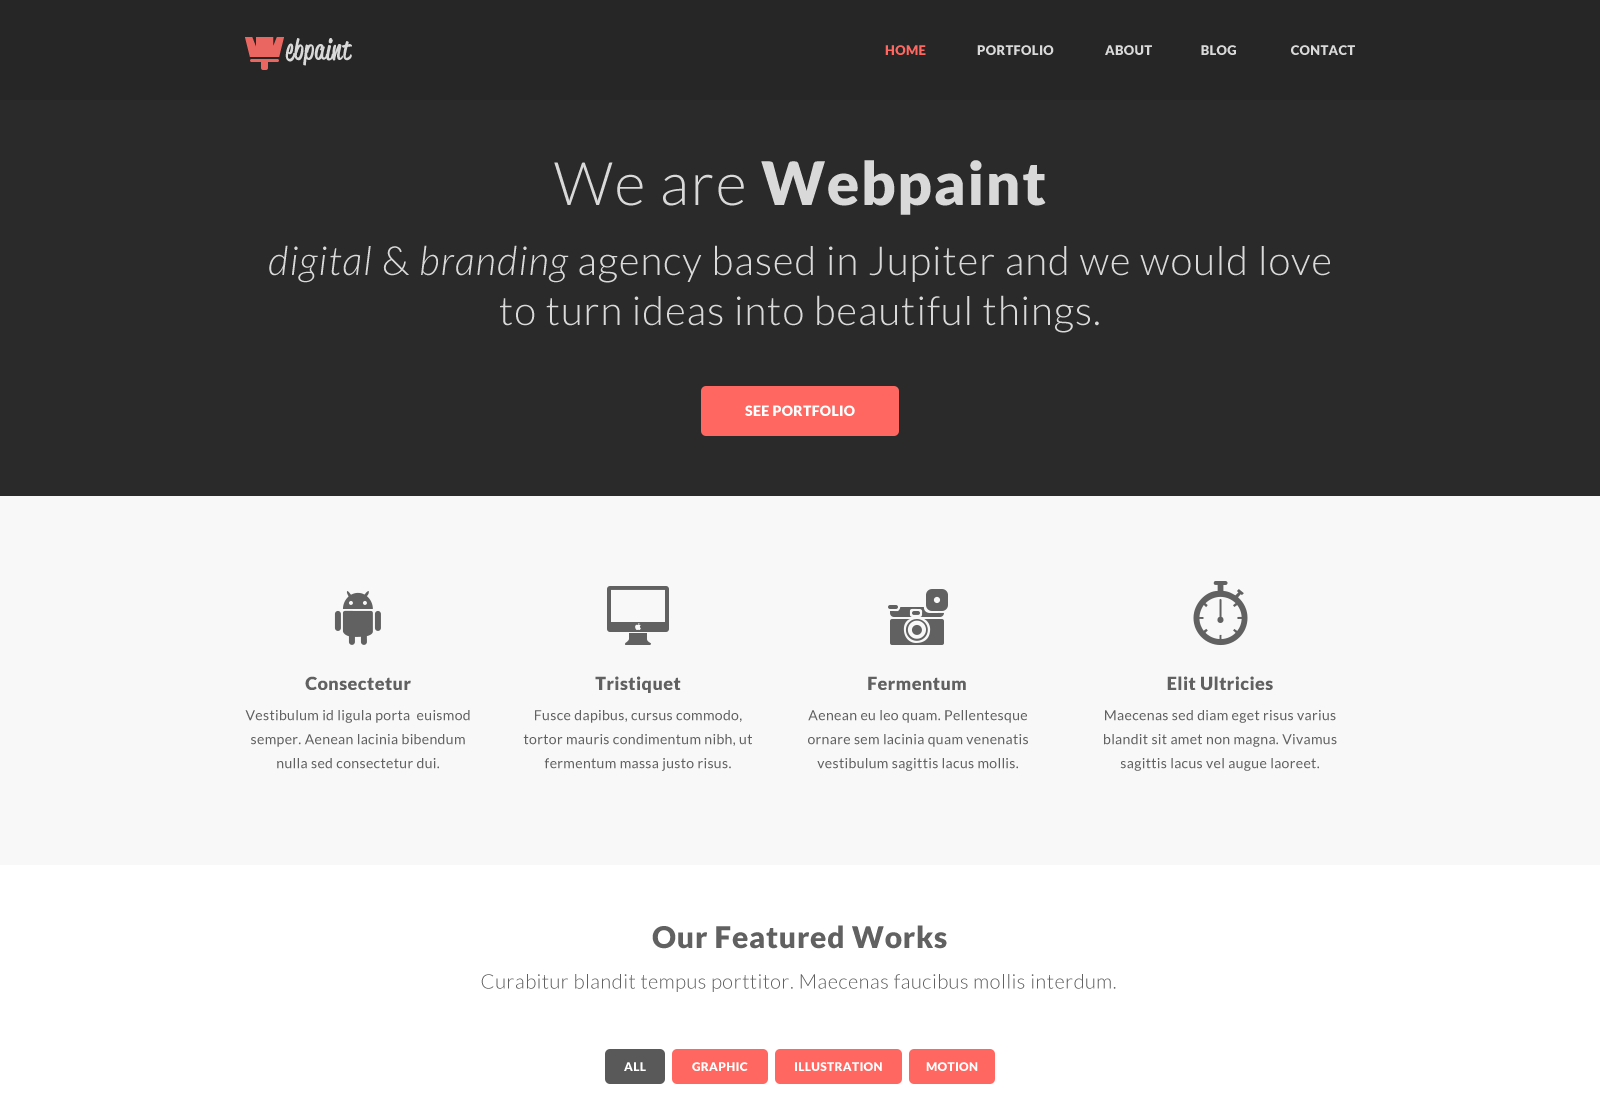 Webpaint
HOME PORTFOLIO ABOUT BLOG CONTACT
We are Webpaint
digital & branding agency based in Jupiter and we would love
to turn ideas into beautiful things.
SEE PORTFOLIO
Consectetur
Vestibulum id ligula porta euismod
semper. Aenean lacinia bibendum
nulla sed consectetur dui.
Tristiquet
Fusce dapibus, cursus commodo,
tortor mauris condimentum nibh, ut
fermentum massa justo risus.
Fermentum
Aenean eu leo quam. Pellentesque
ornare sem lacinia quam venenatis
vestibulum sagittis lacus mollis.
Elit Ultricies
Maecenas sed diam eget risus varius
blandit sit amet non magna. Vivamus
sagittis lacus vel augue laoreet.
Our Featured Works
Curabitur blandit tempus porttitor. Maecenas faucibus mollis interdum.
ALL GRAPHIC ILLUSTRATION MOTION